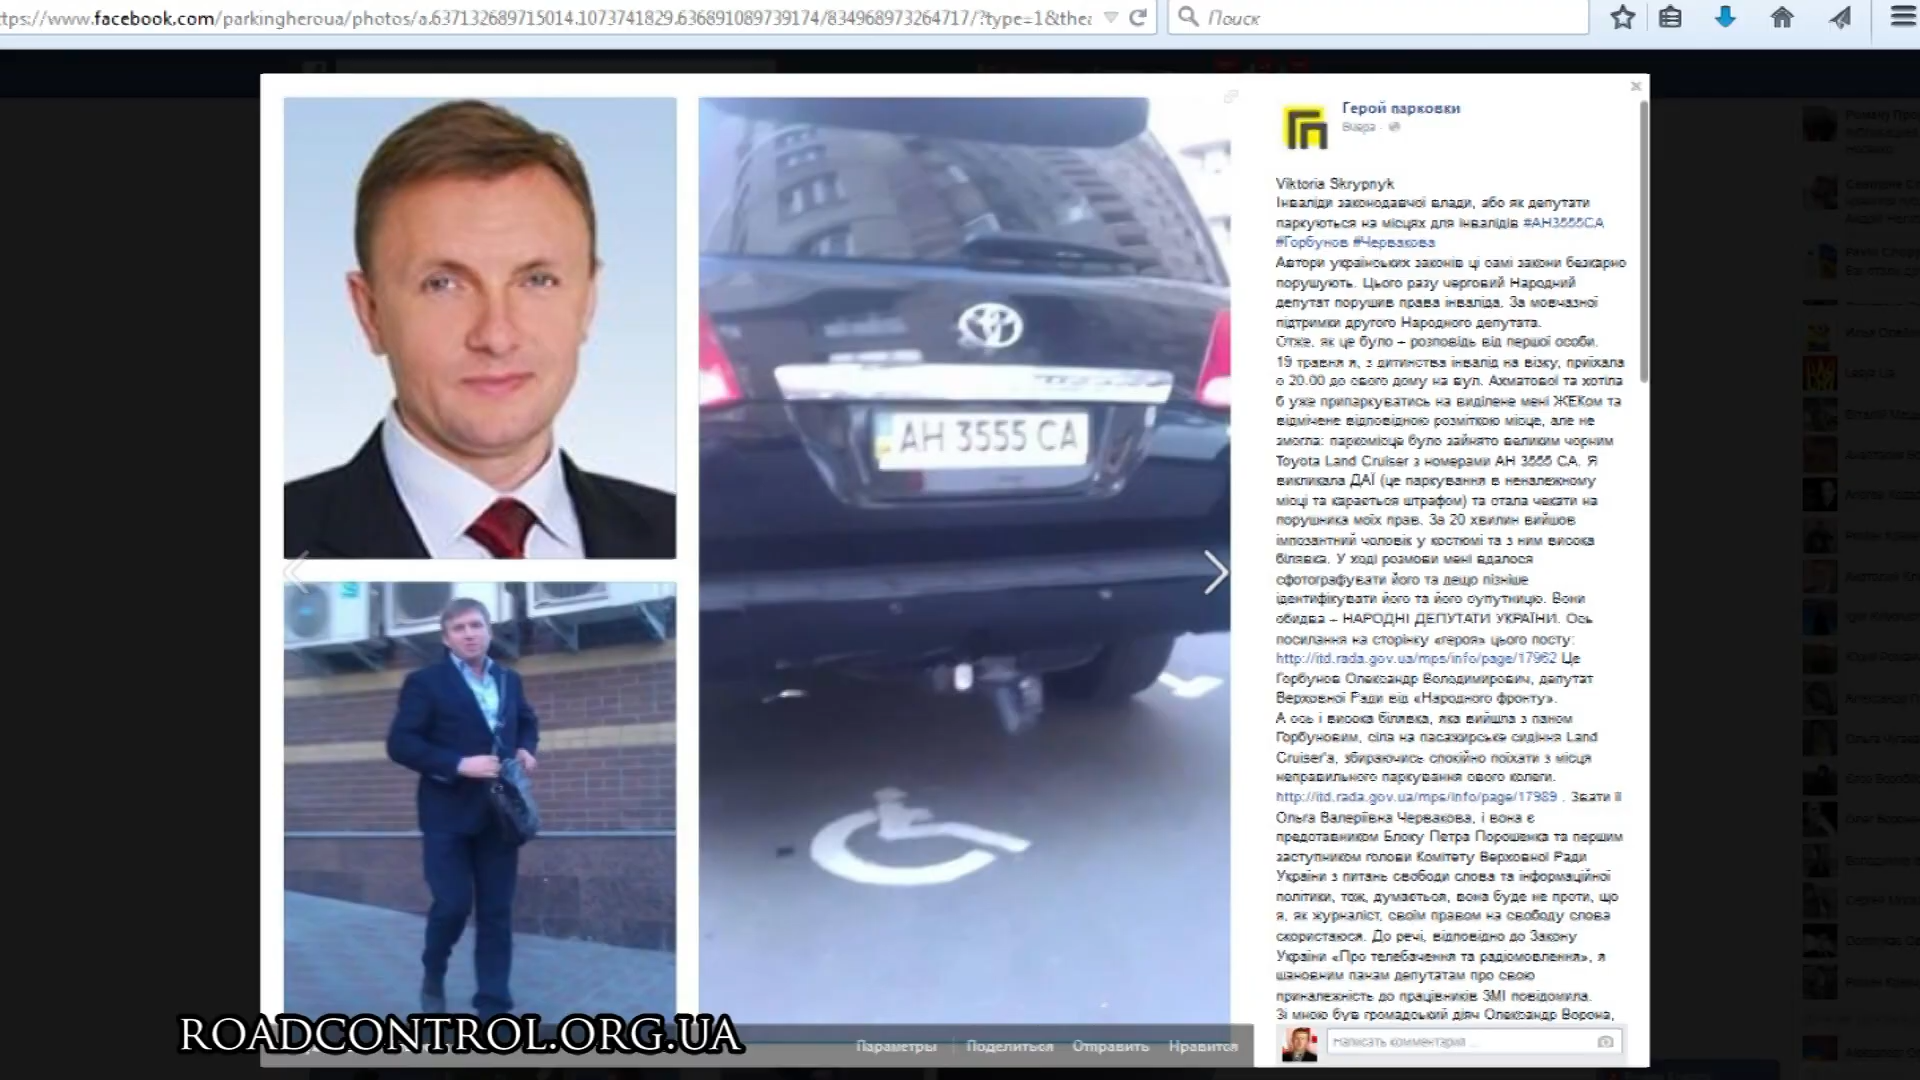 ttps://www.facebook.com/parkingheroua/photos/a.637132689715014.1073741829.636891089739174/834968973264717/?type=1&thea
Поиск
АН 3555 СА
Герой парковки
Вчера ·
Viktoria Skrypnyk
Інваліди законодавчої влади, або як депутати
паркуються на місцях для інвалідів #АН3555СА
#Горбунов #Червакова
Автори українських законів ці самі закони безкарно
порушують. Цього разу черговий Народний
депутат порушив права інваліда. За мовчазної
підтримки другого Народного депутата.
Отже, як це було – розповідь від першої особи.
19 травня я, з дитинства інвалід на візку, приїхала
о 20.00 до свого дому на вул. Ахматової та хотіла
б уже припаркуватись на виділене мені ЖЕКом та
відмічене відповідною розміткою місце, але не
змогла: паркомісце було зайнято великим чорним
Toyota Land Cruiser з номерами АН 3555 СА. Я
викликала ДАЇ (це паркування в неналежному
місці та карається штрафом) та стала чекати на
порушника моїх прав. За 20 хвилин вийшов
імпозантний чоловік у костюмі та з ним висока
білявка. У ході розмови мені вдалося
сфотографувати його та дещо пізніше
ідентифікувати його та його супутницю. Вони
обидва – НАРОДНІ ДЕПУТАТИ УКРАЇНИ. Ось
посилання на сторінку «героя» цього посту:
http://itd.rada.gov.ua/mps/info/page/17962 Це
Горбунов Олександр Володимирович, депутат
Верховної Ради від «Народного фронту».
А ось і висока білявка, яка вийшла з паном
Горбуновим, сіла на пасажирське сидіння Land
Cruiser'а, збираючись спокійно поїхати з місця
неправильного паркування свого колеги.
http://itd.rada.gov.ua/mps/info/page/17989 . Звати її
Ольга Валеріївна Червакова, і вона є
представником Блоку Петра Порошенка та першим
заступником голови Комітету Верховної Ради
України з питань свободи слова та інформаційної
політики, тож, думається, вона буде не проти, що
я, як журналіст, своїм правом на свободу слова
скористаюся. До речі, відповідно до Закону
України «Про телебачення та радіомовлення», я
шановним панам депутатам про свою
приналежність до працівників ЗМІ повідомила.
Зі мною був громадський діяч Олександр Ворона,
Параметры
Поделиться
Отправить
Нравится
Написать комментарий ...
ROADCONTROL.ORG.UA